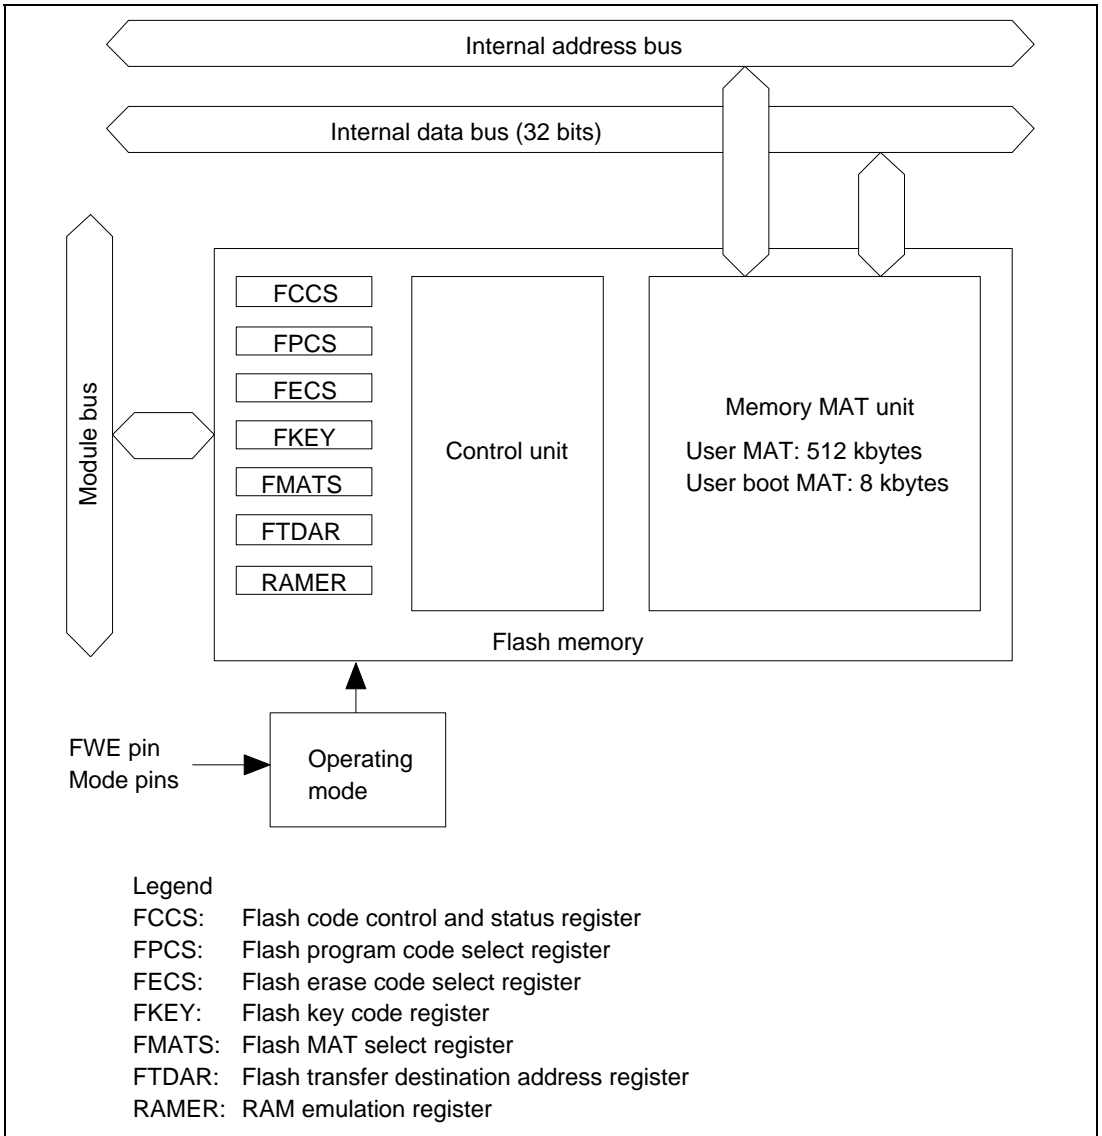 Internal address bus
Internal data bus (32 bits)
Module bus
FCCS
FPCS
FECS
FKEY
FMATS
FTDAR
RAMER
Control unit
Memory MAT unit
User MAT: 512 kbytes
User boot MAT: 8 kbytes
Flash memory
FWE pin
Mode pins
Operating
mode
Legend
FCCS: Flash code control and status register
FPCS: Flash program code select register
FECS: Flash erase code select register
FKEY: Flash key code register
FMATS: Flash MAT select register
FTDAR: Flash transfer destination address register
RAMER: RAM emulation register